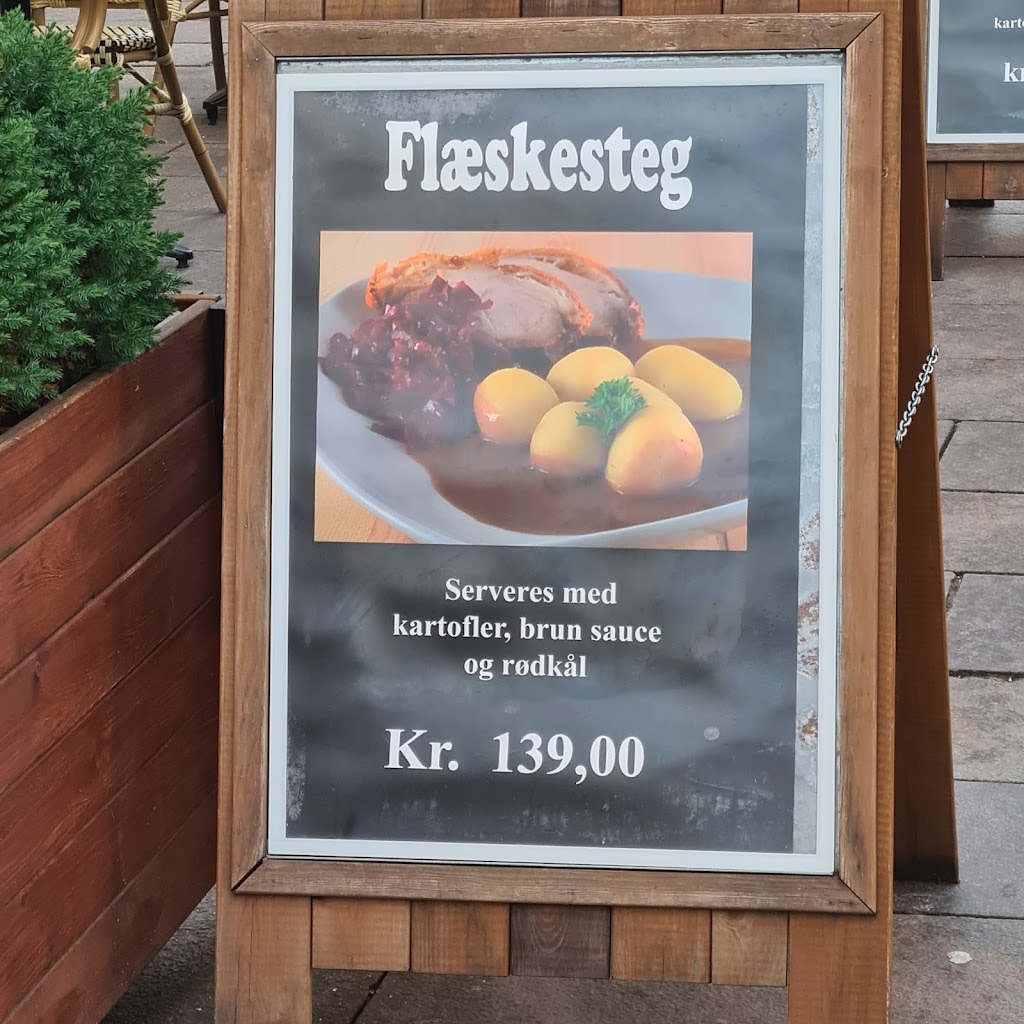 Flæskesteg
Serveres med
kartofler, brun sauce
og rødkål
Kr. 139,00